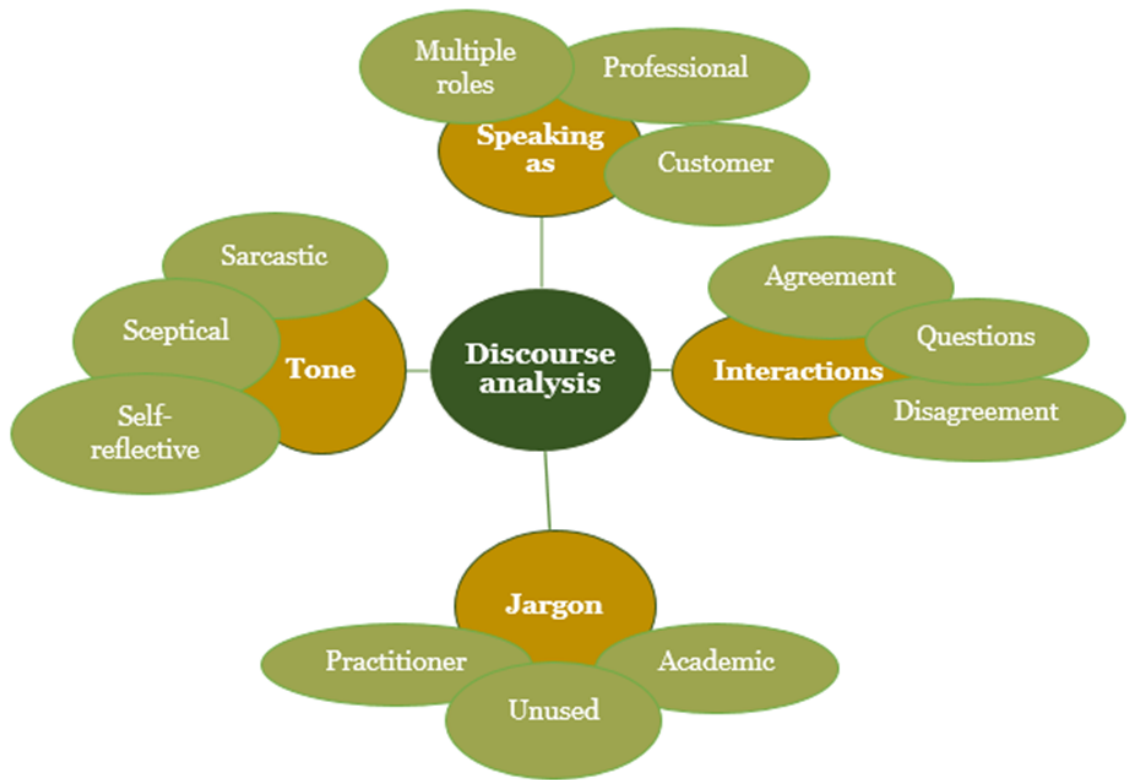 Multiple
roles
Professional
Speaking
as
Customer
Sarcastic
Sceptical
Tone
Self-
reflective
Discourse
analysis
Agreement
Questions
Interactions
Disagreement
Jargon
Practitioner
Academic
Unused